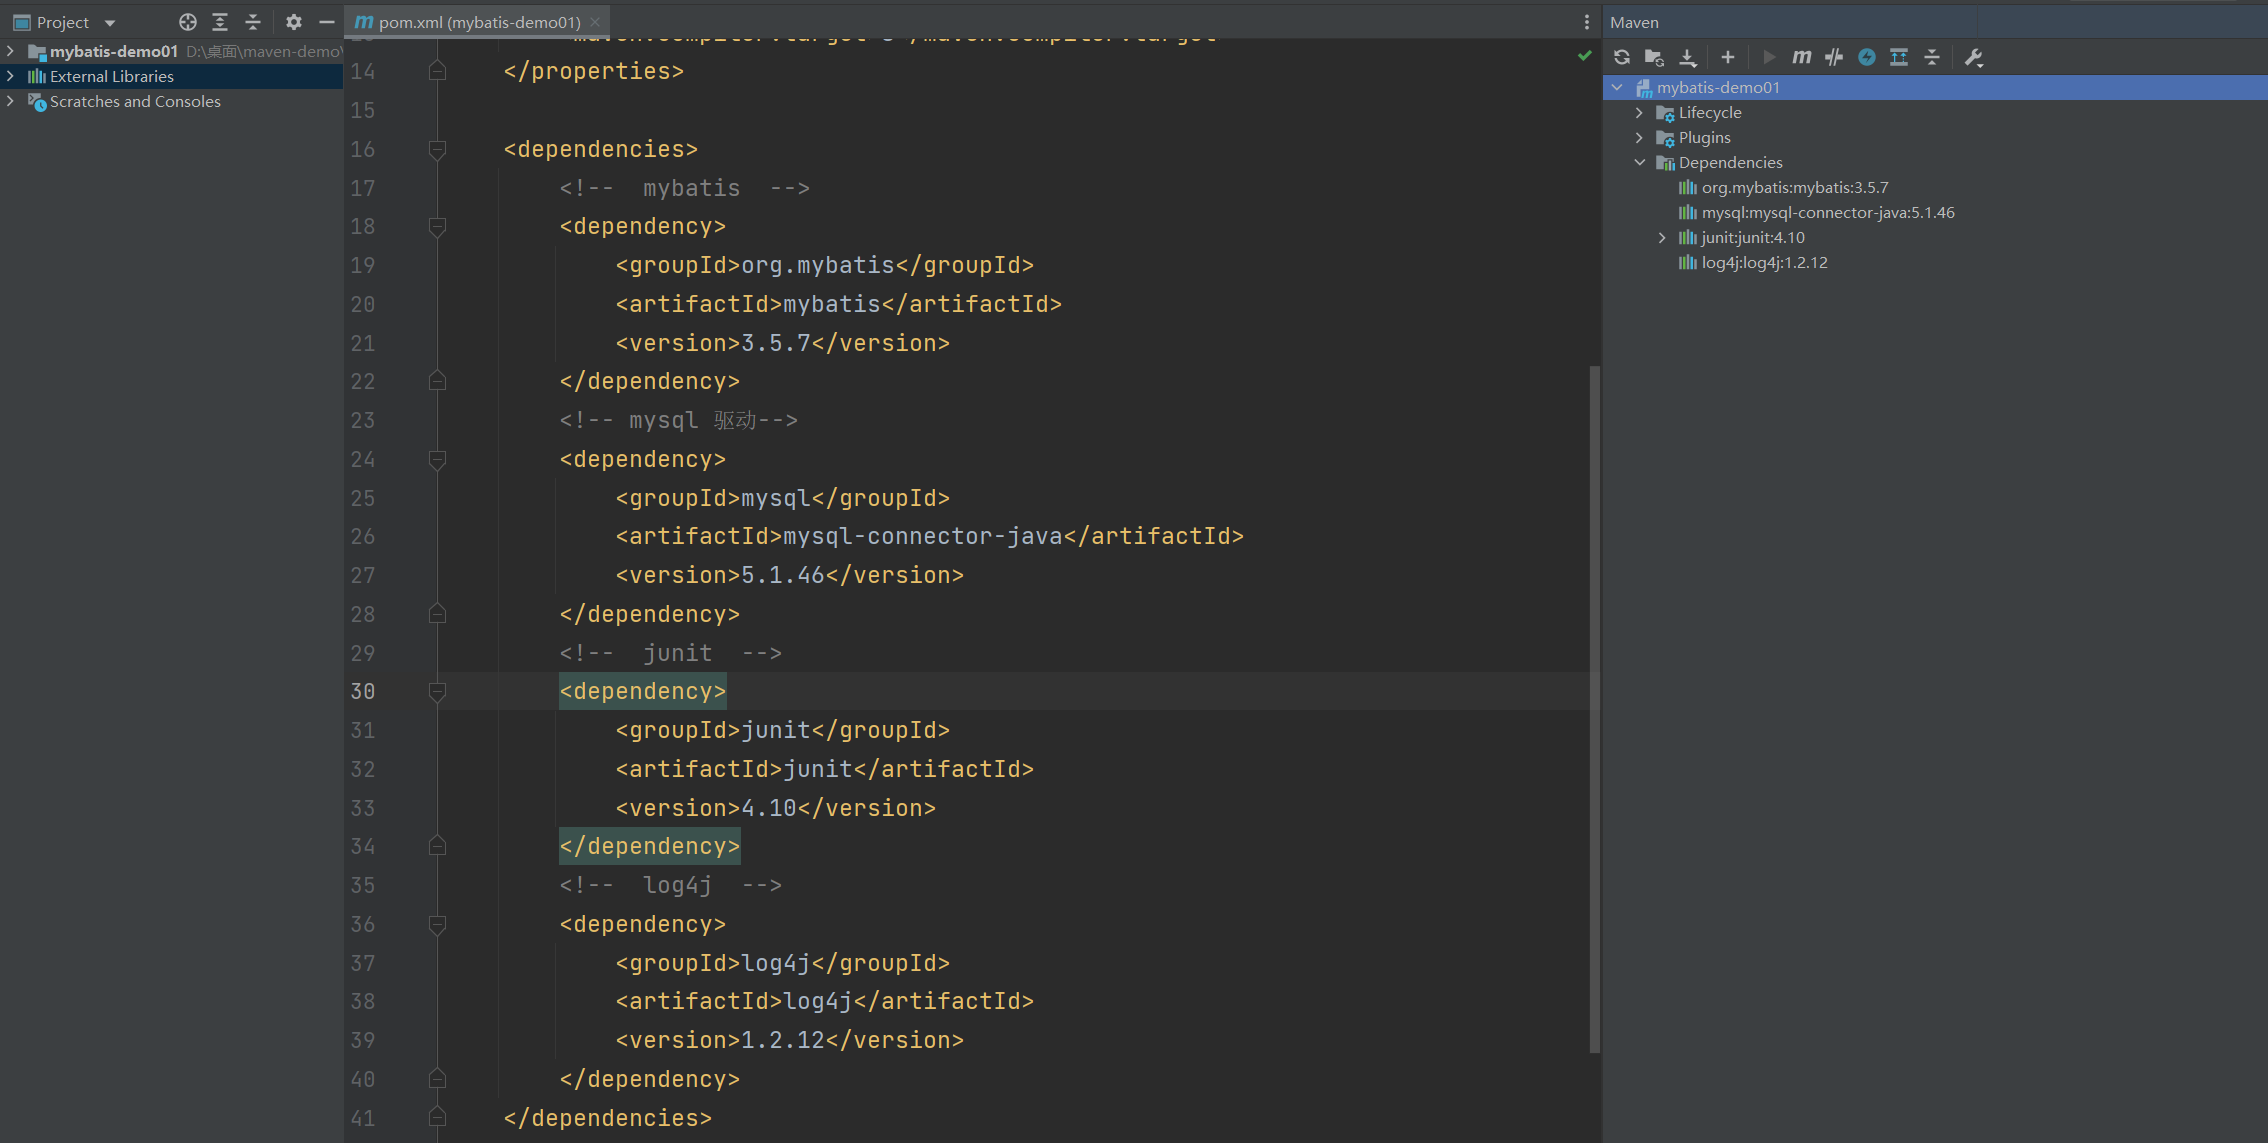 Project
mybatis-demo01 D:\桌面\maven-demo\
External Libraries
Scratches and Consoles
pom.xml (mybatis-demo01)
14 </properties>
15
16 <dependencies>
17 <!--  mybatis  -->
18 <dependency>
19 <groupId>org.mybatis</groupId>
20 <artifactId>mybatis</artifactId>
21 <version>3.5.7</version>
22 </dependency>
23 <!-- mysql 驱动-->
24 <dependency>
25 <groupId>mysql</groupId>
26 <artifactId>mysql-connector-java</artifactId>
27 <version>5.1.46</version>
28 </dependency>
29 <!--  junit  -->
30 <dependency>
31 <groupId>junit</groupId>
32 <artifactId>junit</artifactId>
33 <version>4.10</version>
34 </dependency>
35 <!--  log4j  -->
36 <dependency>
37 <groupId>log4j</groupId>
38 <artifactId>log4j</artifactId>
39 <version>1.2.12</version>
40 </dependency>
41 </dependencies>
Maven
mybatis-demo01
Lifecycle
Plugins
Dependencies
org.mybatis:mybatis:3.5.7
mysql:mysql-connector-java:5.1.46
junit:junit:4.10
log4j:log4j:1.2.12